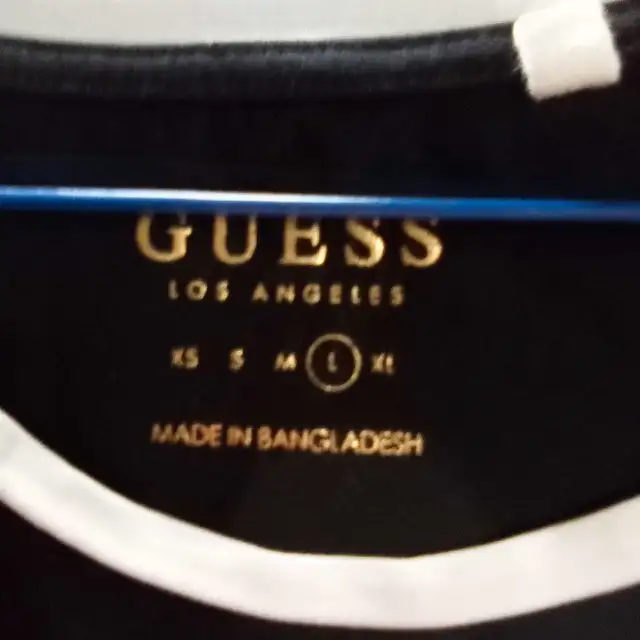 GUESS
LOS ANGELES
XS S M L XL
MADE IN BANGLADESH